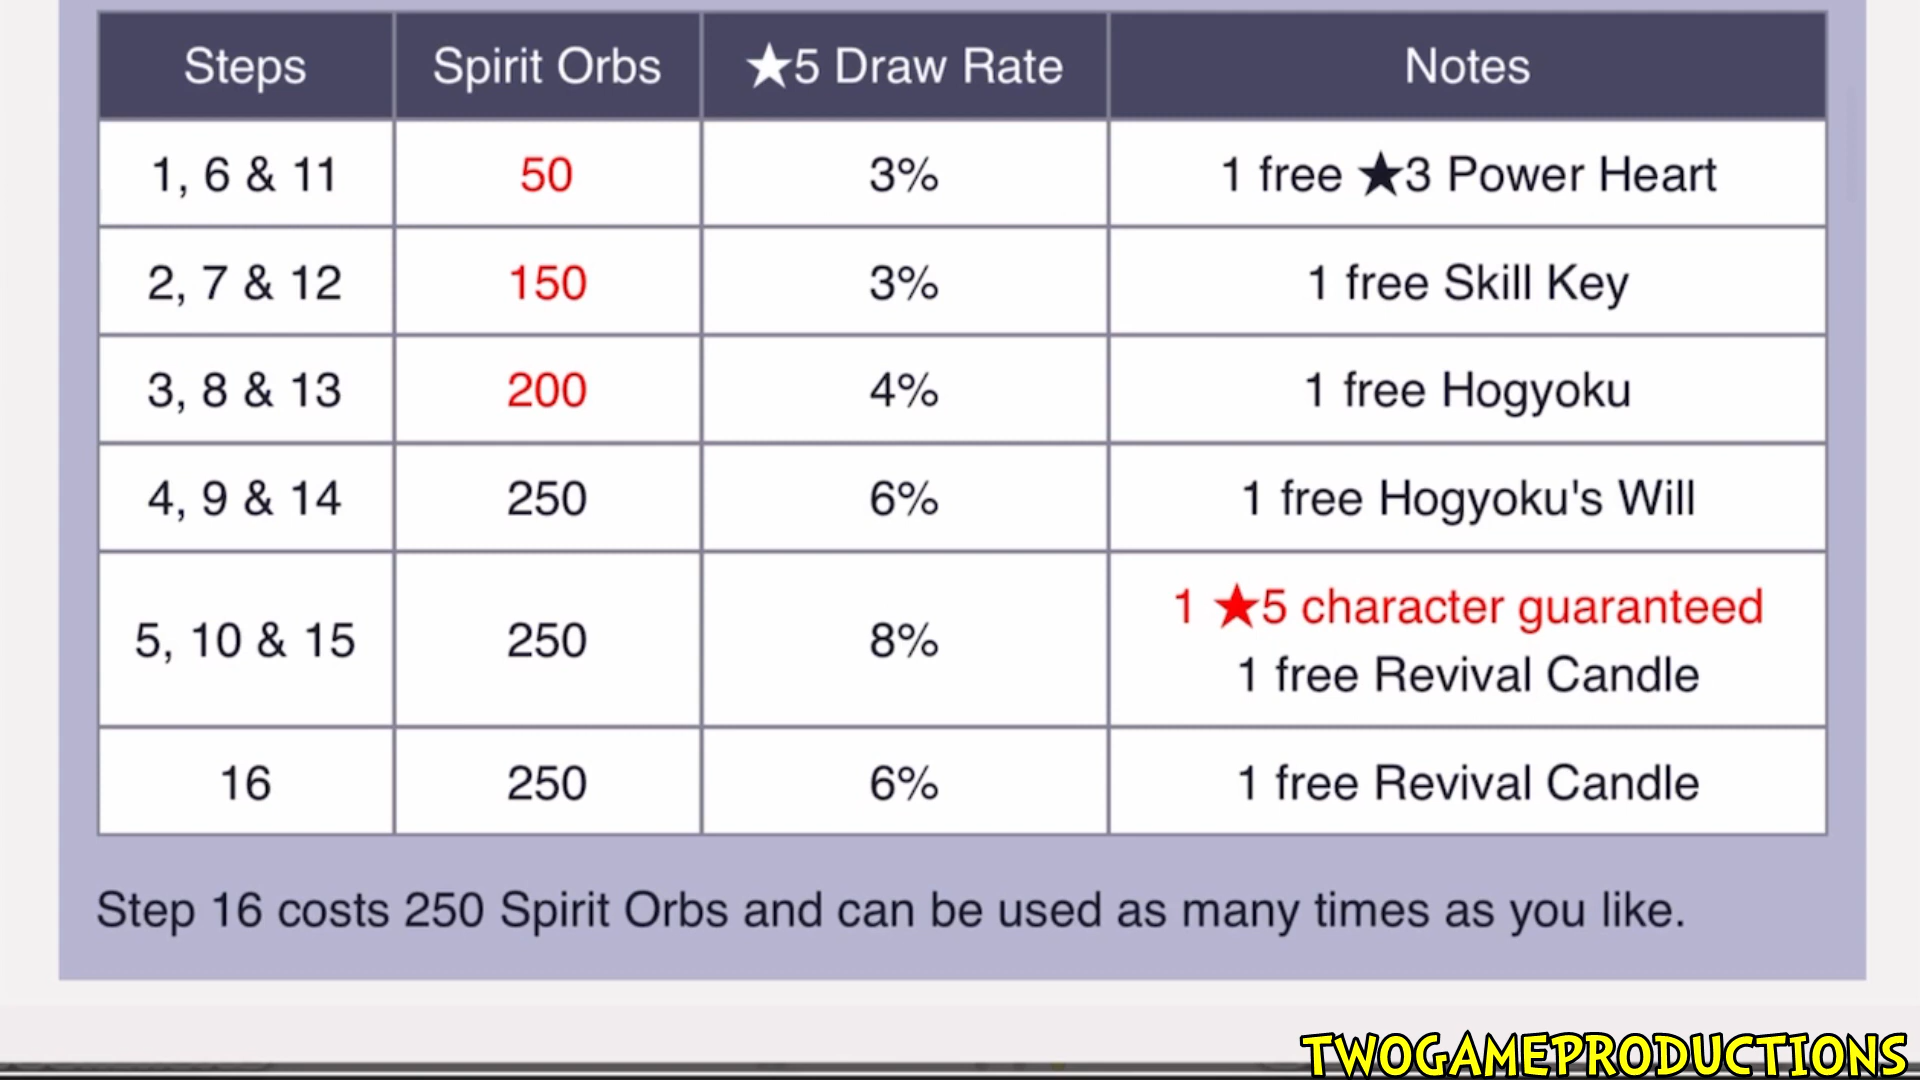 Steps Spirit Orbs ★5 Draw Rate Notes
1, 6 & 11 50 3% 1 free ★3 Power Heart
2, 7 & 12 150 3% 1 free Skill Key
3, 8 & 13 200 4% 1 free Hogyoku
4, 9 & 14 250 6% 1 free Hogyoku's Will
5, 10 & 15 250 8% 1 ★5 character guaranteed
1 free Revival Candle
16 250 6% 1 free Revival Candle
Step 16 costs 250 Spirit Orbs and can be used as many times as you like.
TWOGAMEPRODUCTIONS